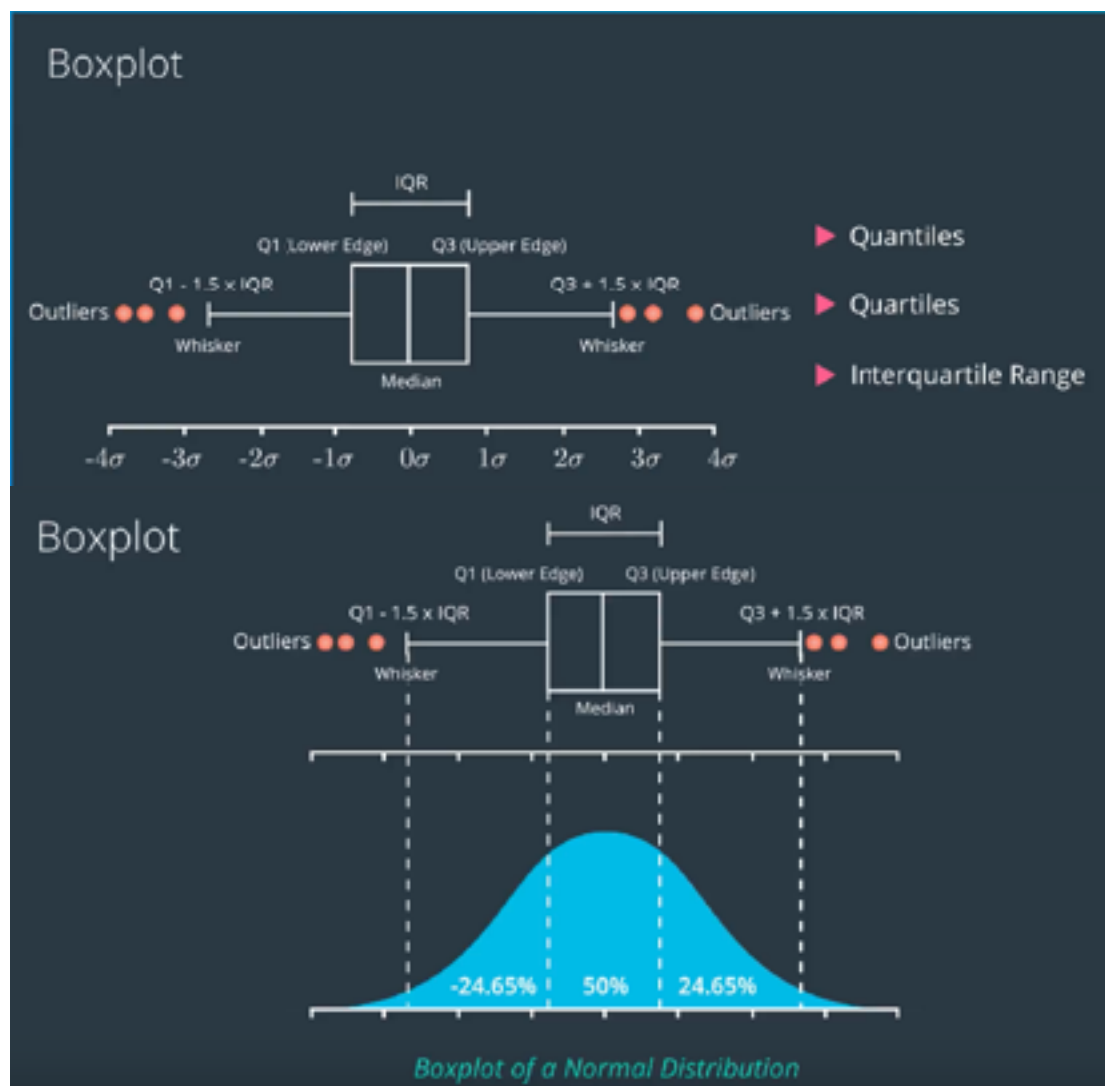 Boxplot
IQR
Q1 (Lower Edge) Q3 (Upper Edge)
Quantiles
Q1 - 1.5 x IQR Q3 + 1.5 x IQR
Outliers Outliers
Quartiles
Whisker Whisker
Median
Interquartile Range
-4σ -3σ -2σ -1σ 0σ 1σ 2σ 3σ 4σ
Boxplot
IQR
Q1 (Lower Edge) Q3 (Upper Edge)
Q1 - 1.5 x IQR Q3 + 1.5 x IQR
Outliers Outliers
Whisker Whisker
Median
-24.65% 50% 24.65%
Boxplot of a Normal Distribution